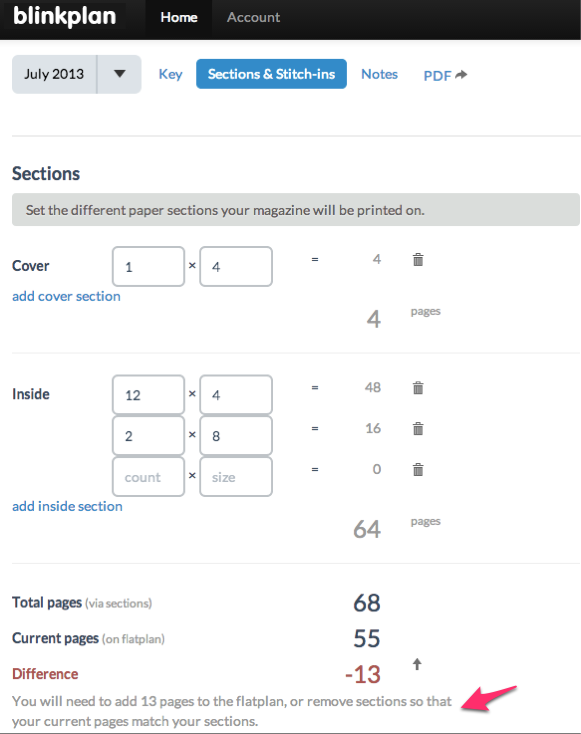 blinkplan Home Account
July 2013 Key Sections & Stitch-ins Notes PDF
Sections
Set the different paper sections your magazine will be printed on.
Cover 1 × 4 = 4
add cover section
4 pages
Inside 12 × 4 = 48
2 × 8 = 16
count × size = 0
add inside section
64 pages
Total pages (via sections) 68
Current pages (on flatplan) 55
Difference -13
You will need to add 13 pages to the flatplan, or remove sections so that
your current pages match your sections.